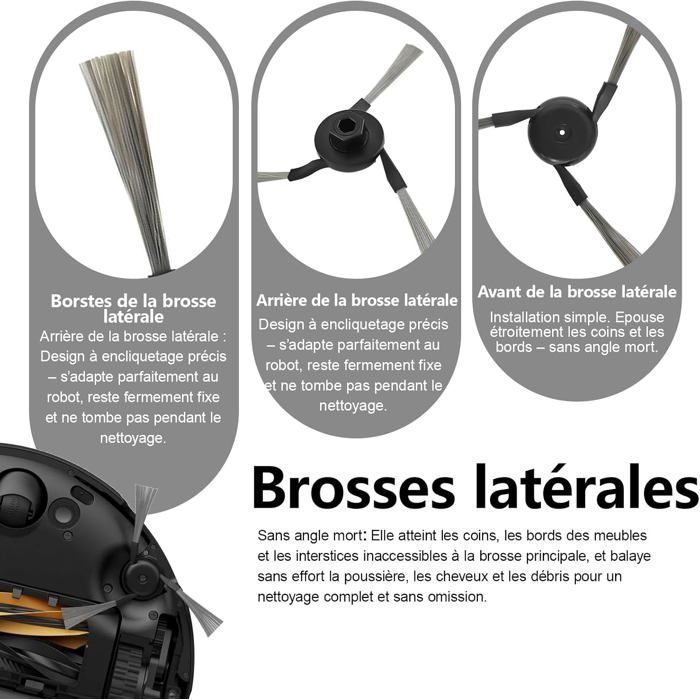 Borstes de la brosse
latérale
Arrière de la brosse latérale :
Design à encliquetage précis
– s’adapte parfaitement au
robot, reste fermement fixe
et ne tombe pas pendant le
nettoyage.
Arrière de la brosse latérale
Design à encliquetage précis
– s’adapte parfaitement au
robot, reste fermement fixe
et ne tombe pas pendant le
nettoyage.
Avant de la brosse latérale
Installation simple. Epouse
étroitement les coins et les
bords – sans angle mort.
Brosses latérales
Sans angle mort: Elle atteint les coins, les bords des meubles
et les interstices inaccessibles à la brosse principale, et balaye
sans effort la poussière, les cheveux et les débris pour un
nettoyage complet et sans omission.